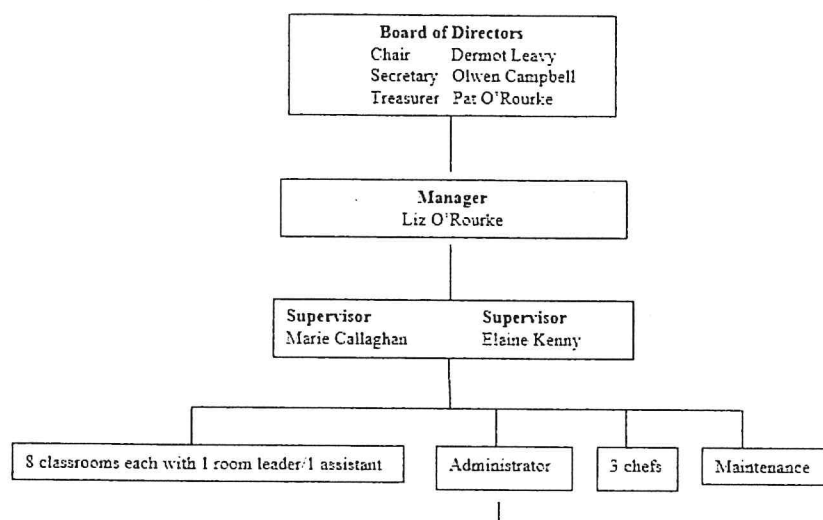 Board of Directors
Chair Dermot Leavy
Secretary Olwen Campbell
Treasurer Pat O'Rourke
Manager
Liz O'Rourke
Supervisor Supervisor
Marie Callaghan Elaine Kenny
8 classrooms each with 1 room leader/1 assistant
Administrator
3 chefs
Maintenance